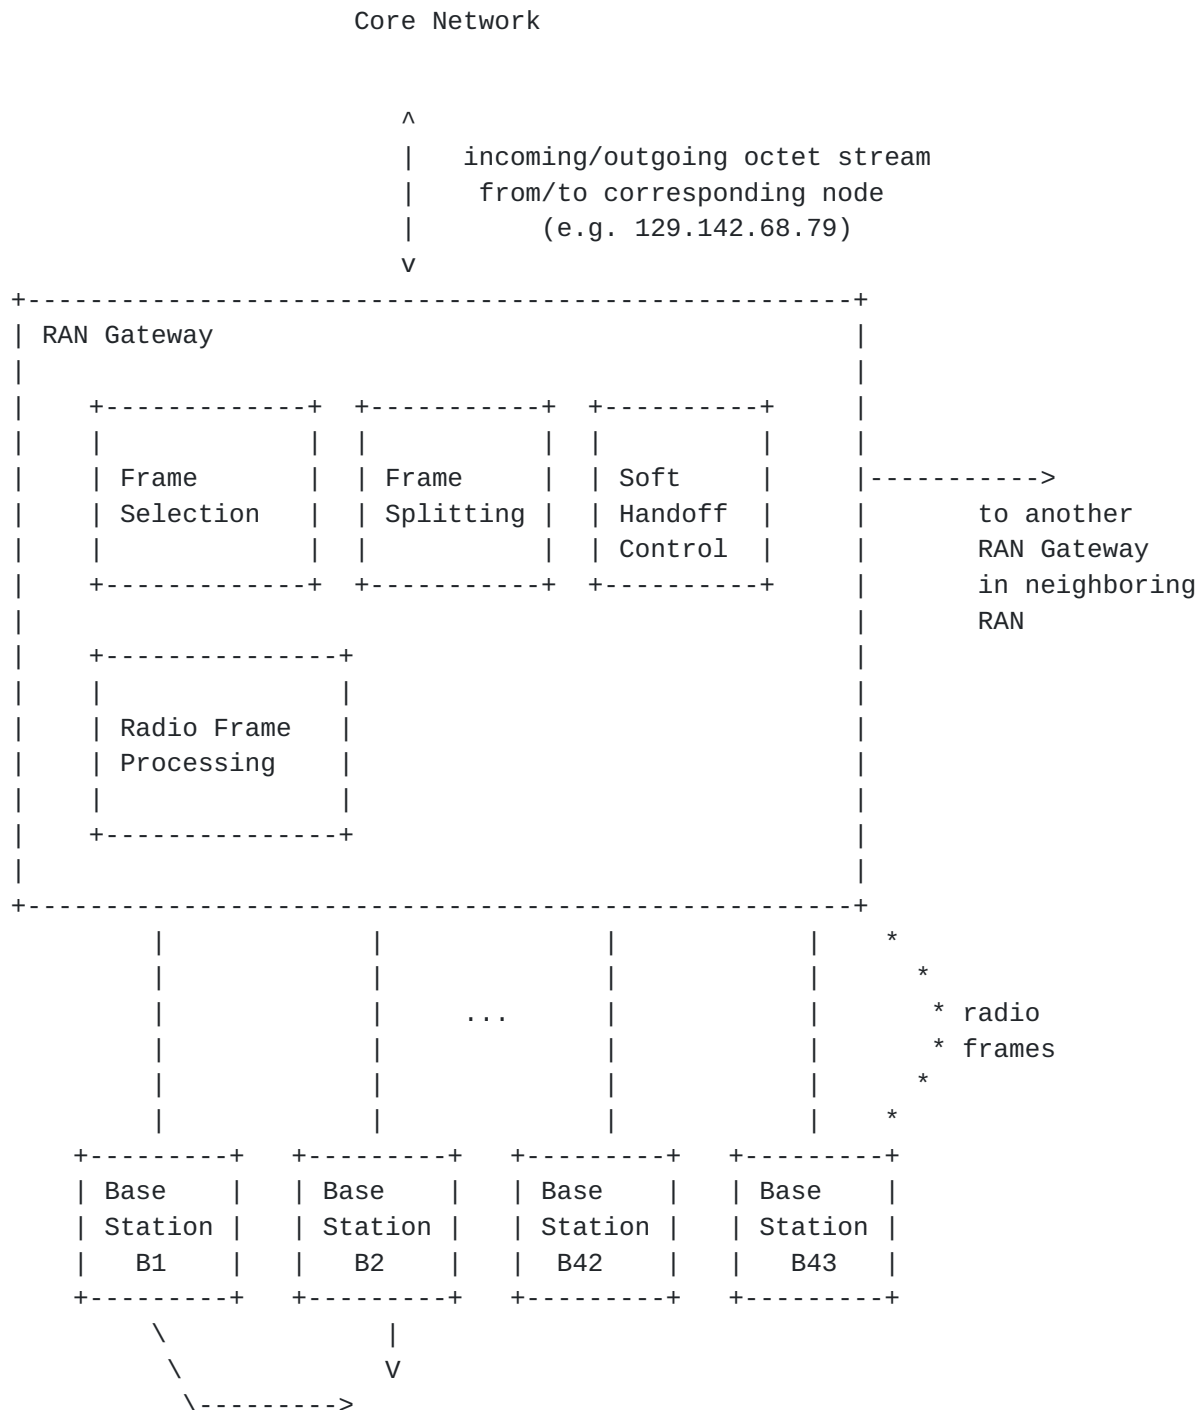 Core Network
incoming/outgoing octet stream
from/to corresponding node
(e.g. 129.142.68.79)
RAN Gateway
Frame Selection
Frame Splitting
Soft Handoff Control
to another
RAN Gateway
in neighboring
RAN
Radio Frame
Processing
...
radio
frames
Base
Station
B1
Base
Station
B2
Base
Station
B42
Base
Station
B43